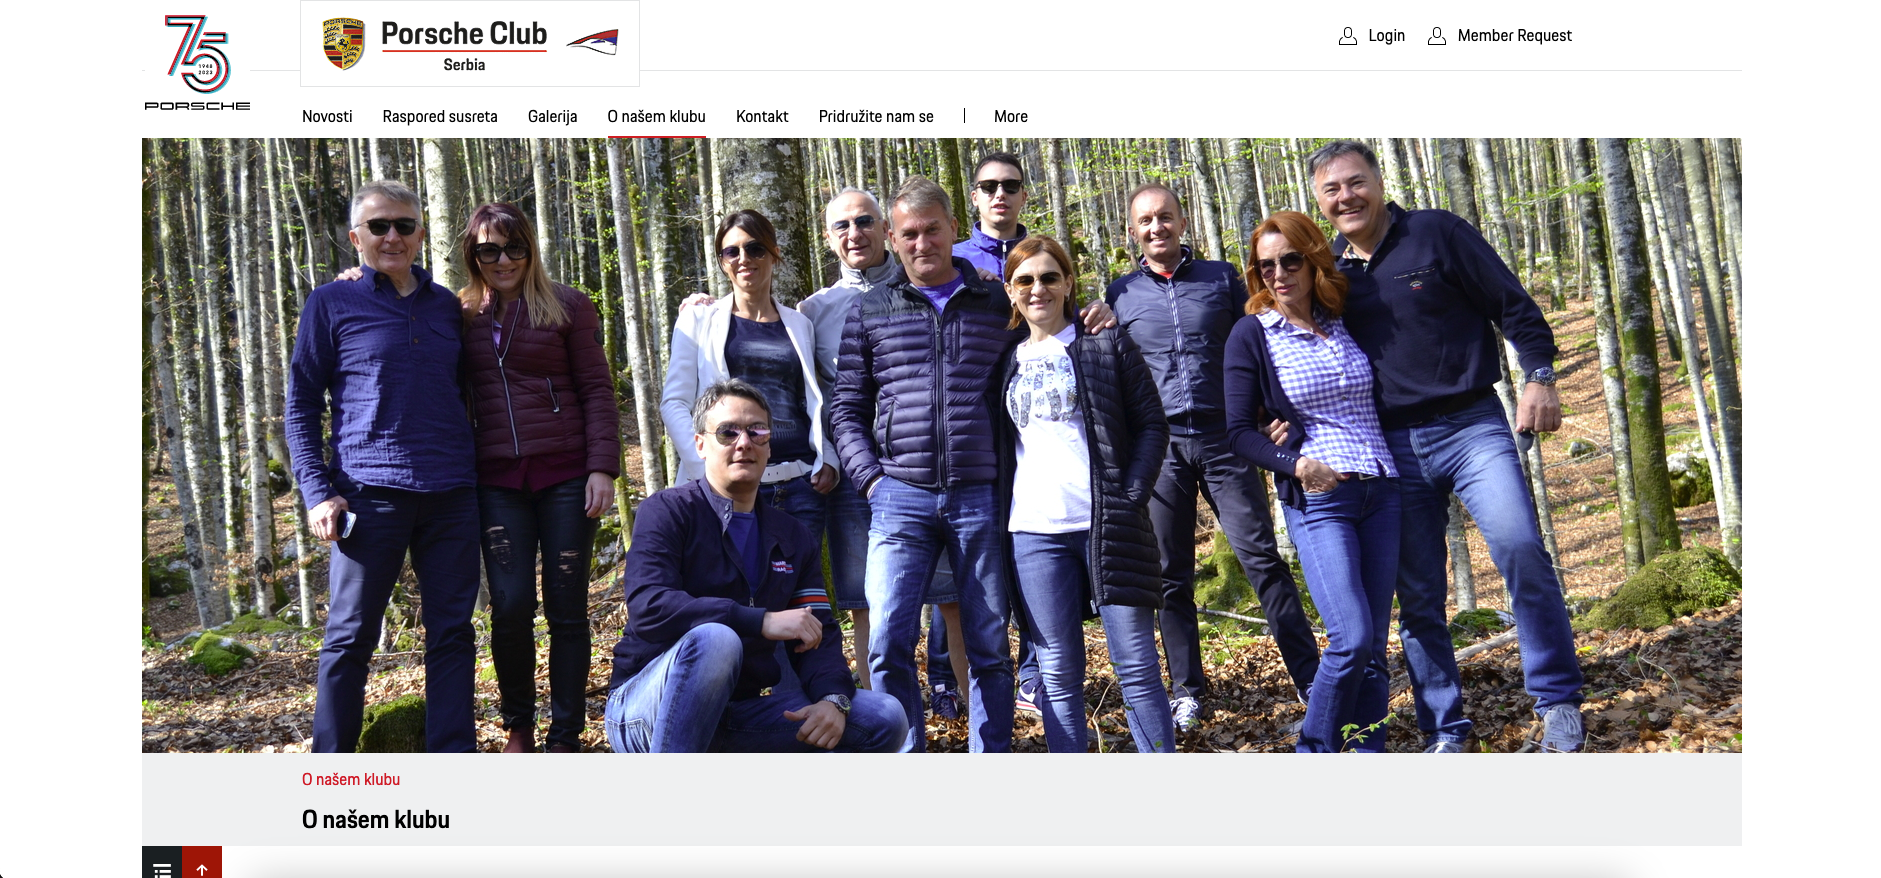 75
1948
2023
PORSCHE
Porsche Club
Serbia
Login
Member Request
Novosti
Raspored susreta
Galerija
O našem klubu
Kontakt
Pridružite nam se
More
O našem klubu
O našem klubu